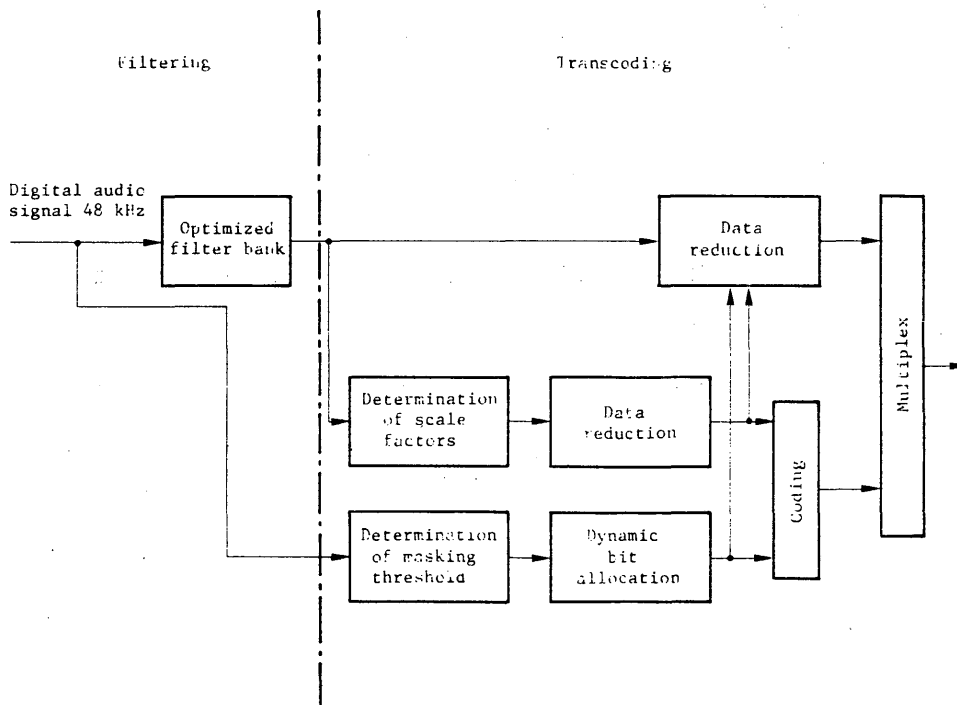 Filtering
Transcoding
Digital audio
signal 48 kHz
Optimized
filter bank
Data
reduction
Multiplex
Determination
of scale
factors
Data
reduction
Coding
Determination
of masking
threshold
Dynamic
bit
allocation